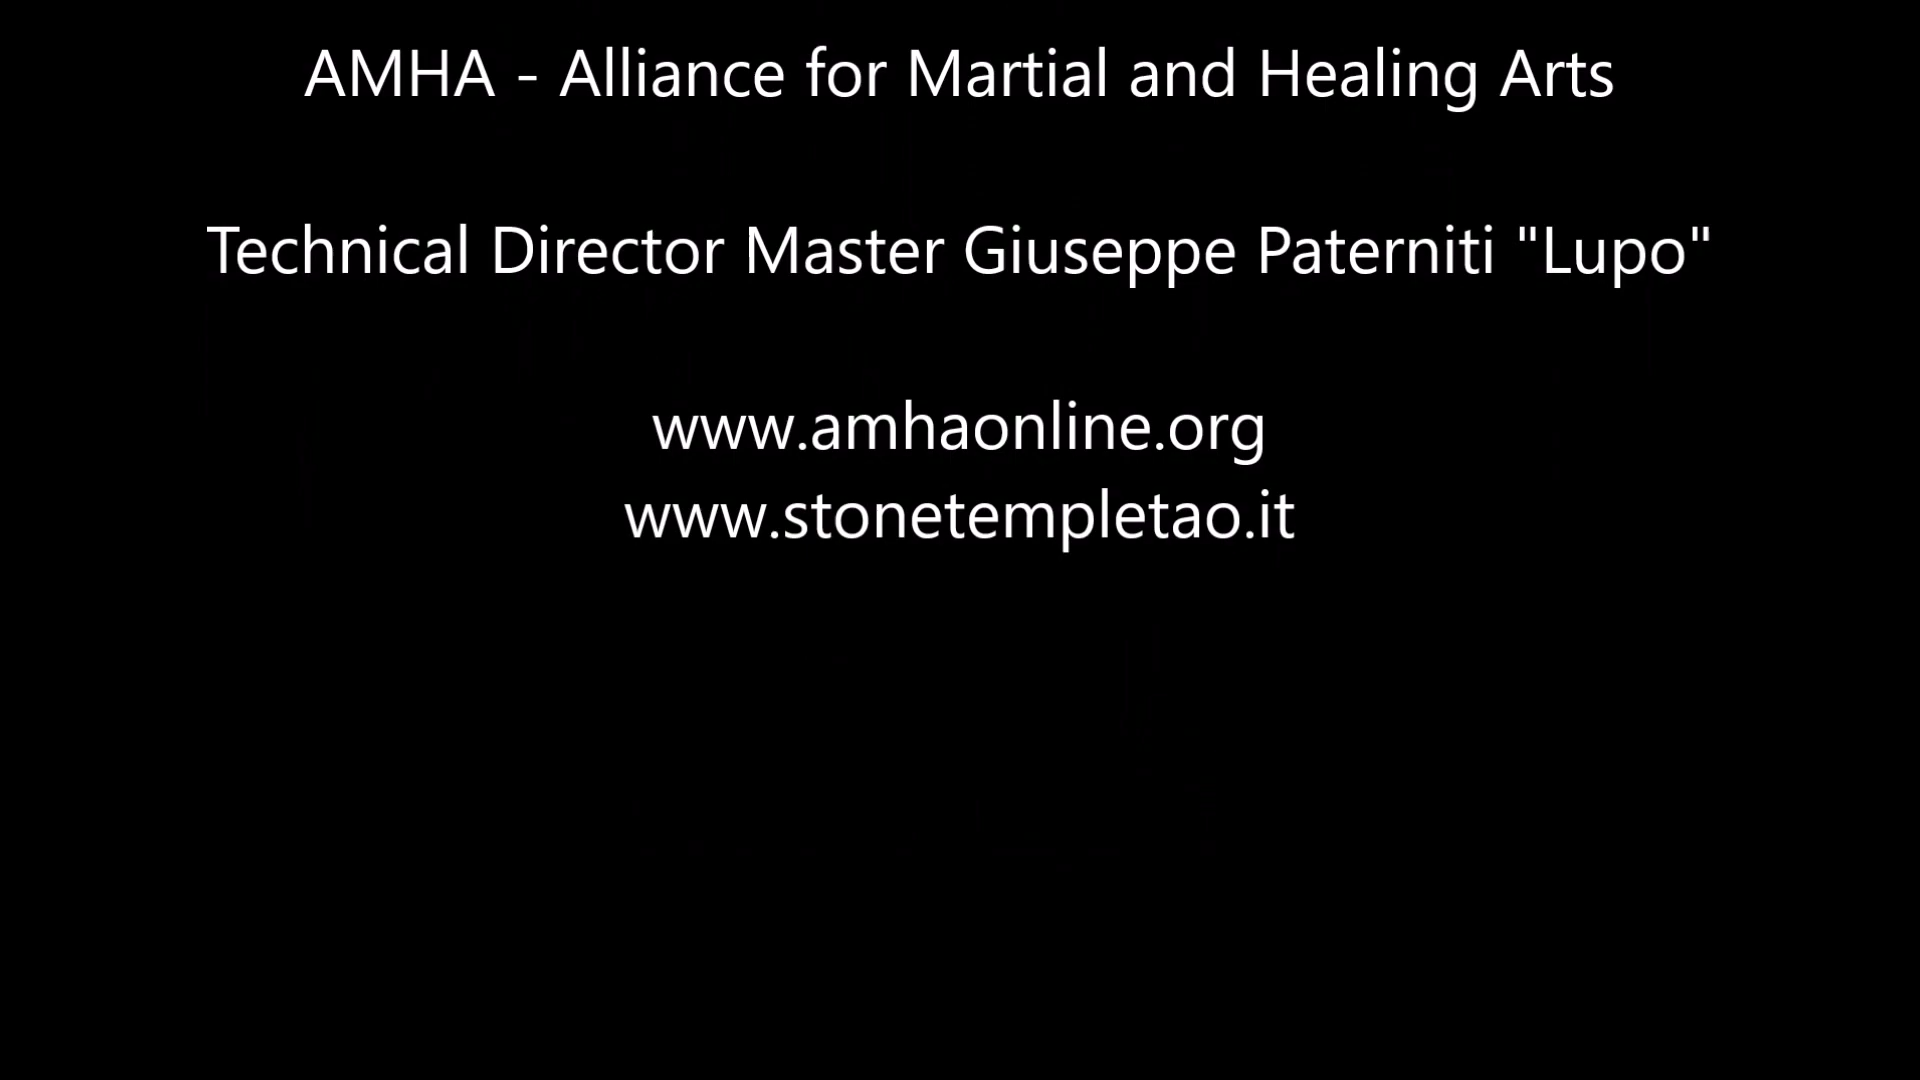 AMHA - Alliance for Martial and Healing Arts
Technical Director Master Giuseppe Paterniti "Lupo"
www.amhaonline.org
www.stonetempletao.it